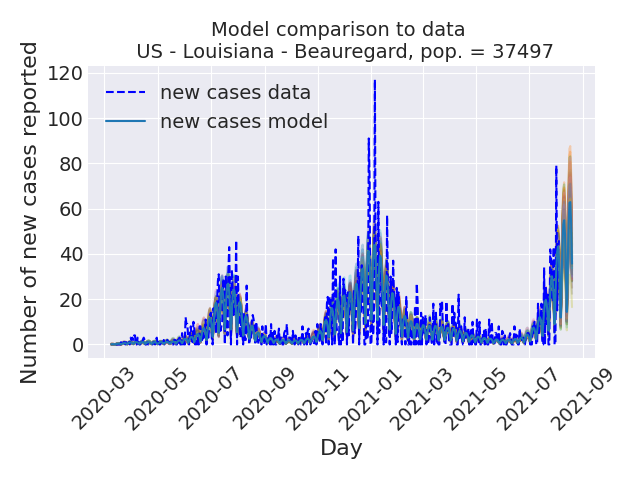 Model comparison to data
US - Louisiana - Beauregard, pop. = 37497
Number of new cases reported
120
100
80
60
40
20
0
new cases data
new cases model
2020-03
2020-05
2020-07
2020-09
2020-11
2021-01
2021-03
2021-05
2021-07
2021-09
Day